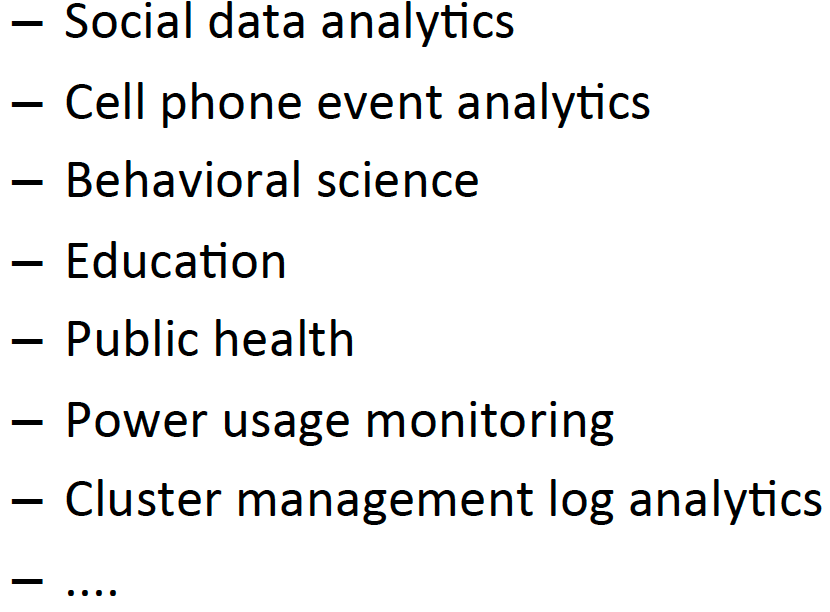 – Social data analytics
– Cell phone event analytics
– Behavioral science
– Education
– Public health
– Power usage monitoring
– Cluster management log analytics
– ....